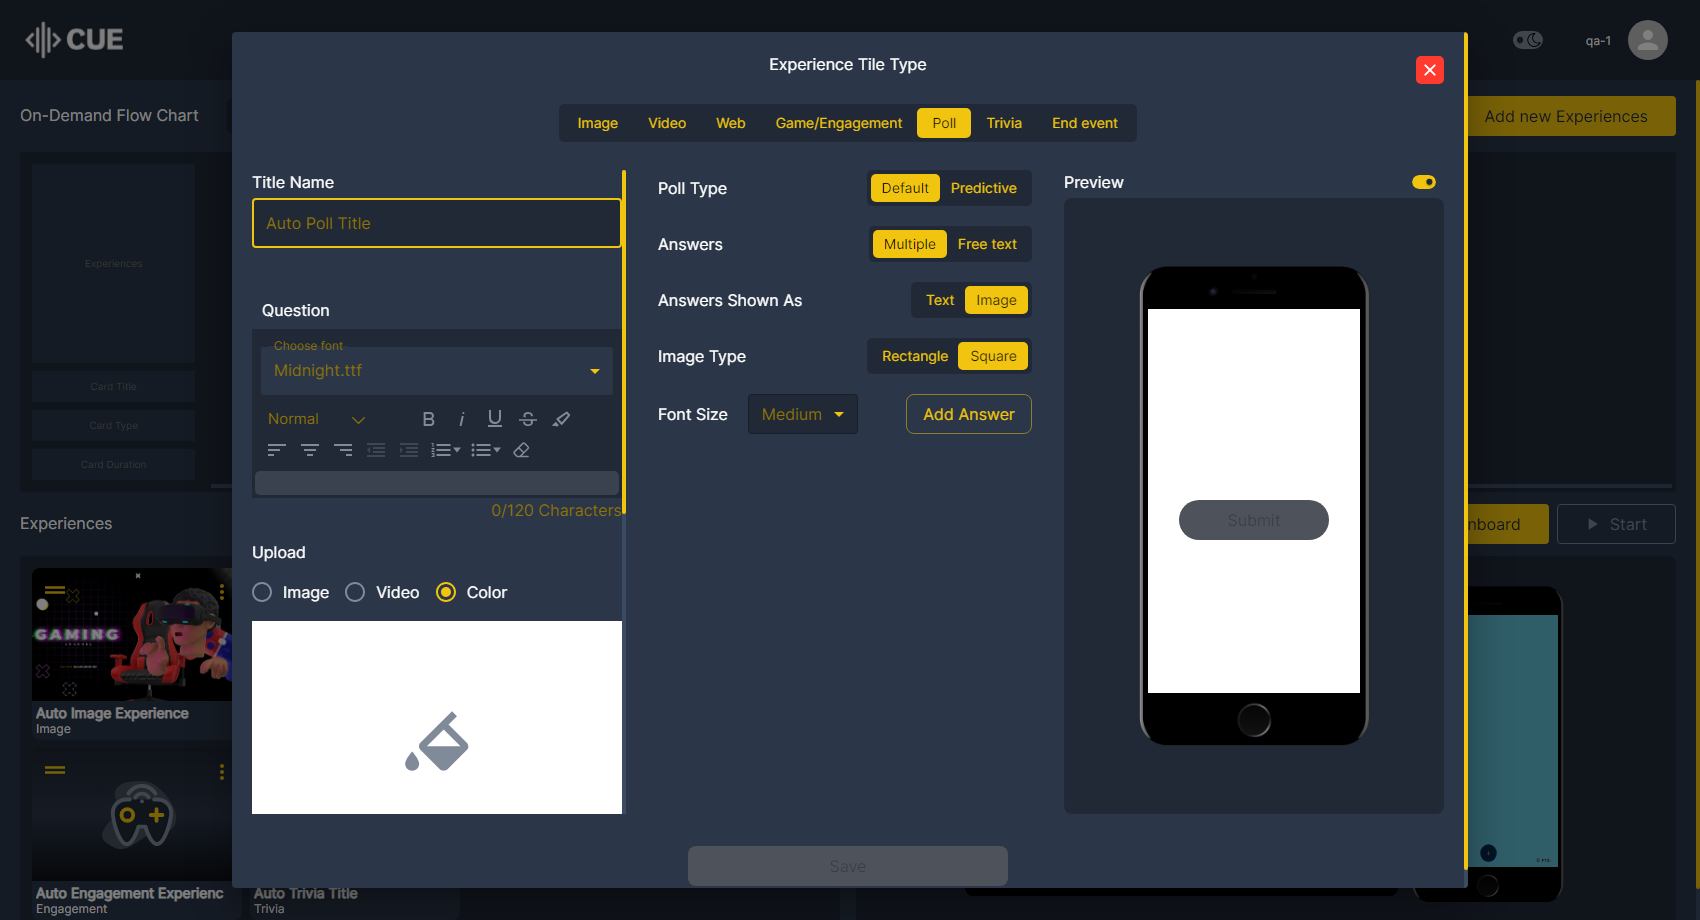 CUE
qa-1
Experience Tile Type
On-Demand Flow Chart
Add new Experiences
Image Video Web Game/Engagement Poll Trivia End event
Title Name
Auto Poll Title
Question
Choose font
Midnight.ttf
Normal
0/120 Characters
Upload
Image Video Color
Poll Type Default Predictive
Answers Multiple Free text
Answers Shown As Text Image
Image Type Rectangle Square
Font Size Medium Add Answer
Preview
Submit
Save
Experiences
Card Title
Card Type
Card Duration
Experiences
nboard
Start
GAMING
Auto Image Experience
Image
Auto Engagement Experienc
Engagement
Auto Trivia Title
Trivia